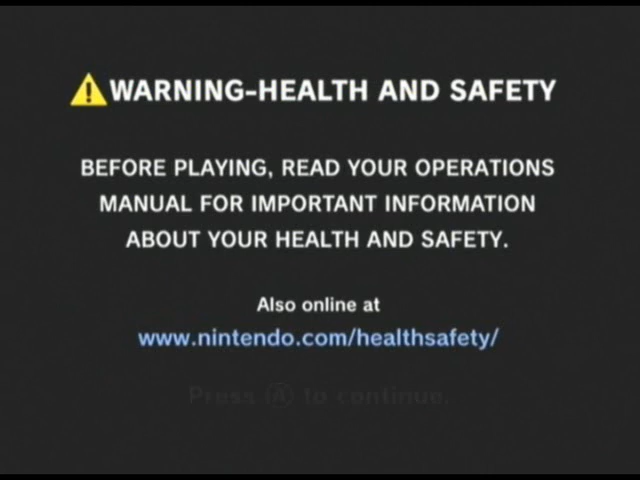 WARNING-HEALTH AND SAFETY
BEFORE PLAYING, READ YOUR OPERATIONS
MANUAL FOR IMPORTANT INFORMATION
ABOUT YOUR HEALTH AND SAFETY.
Also online at
www.nintendo.com/healthsafety/
Press Ⓐ to continue.